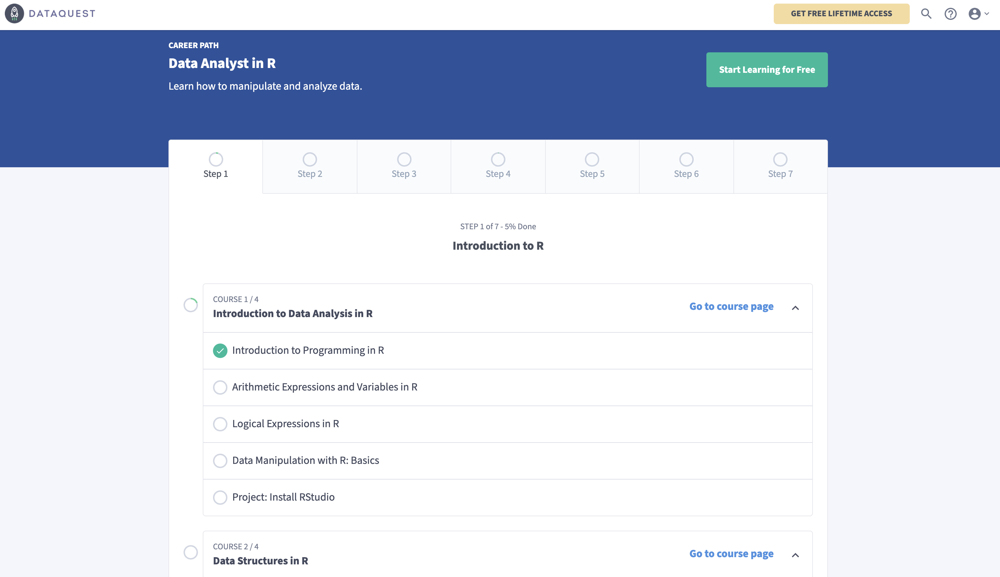 DATAQUEST
GET FREE LIFETIME ACCESS
CAREER PATH
Data Analyst in R
Learn how to manipulate and analyze data.
Start Learning for Free
Step 1
Step 2
Step 3
Step 4
Step 5
Step 6
Step 7
STEP 1 of 7 - 5% Done
Introduction to R
COURSE 1 / 4
Introduction to Data Analysis in R
Go to course page
Introduction to Programming in R
Arithmetic Expressions and Variables in R
Logical Expressions in R
Data Manipulation with R: Basics
Project: Install RStudio
COURSE 2 / 4
Data Structures in R
Go to course page